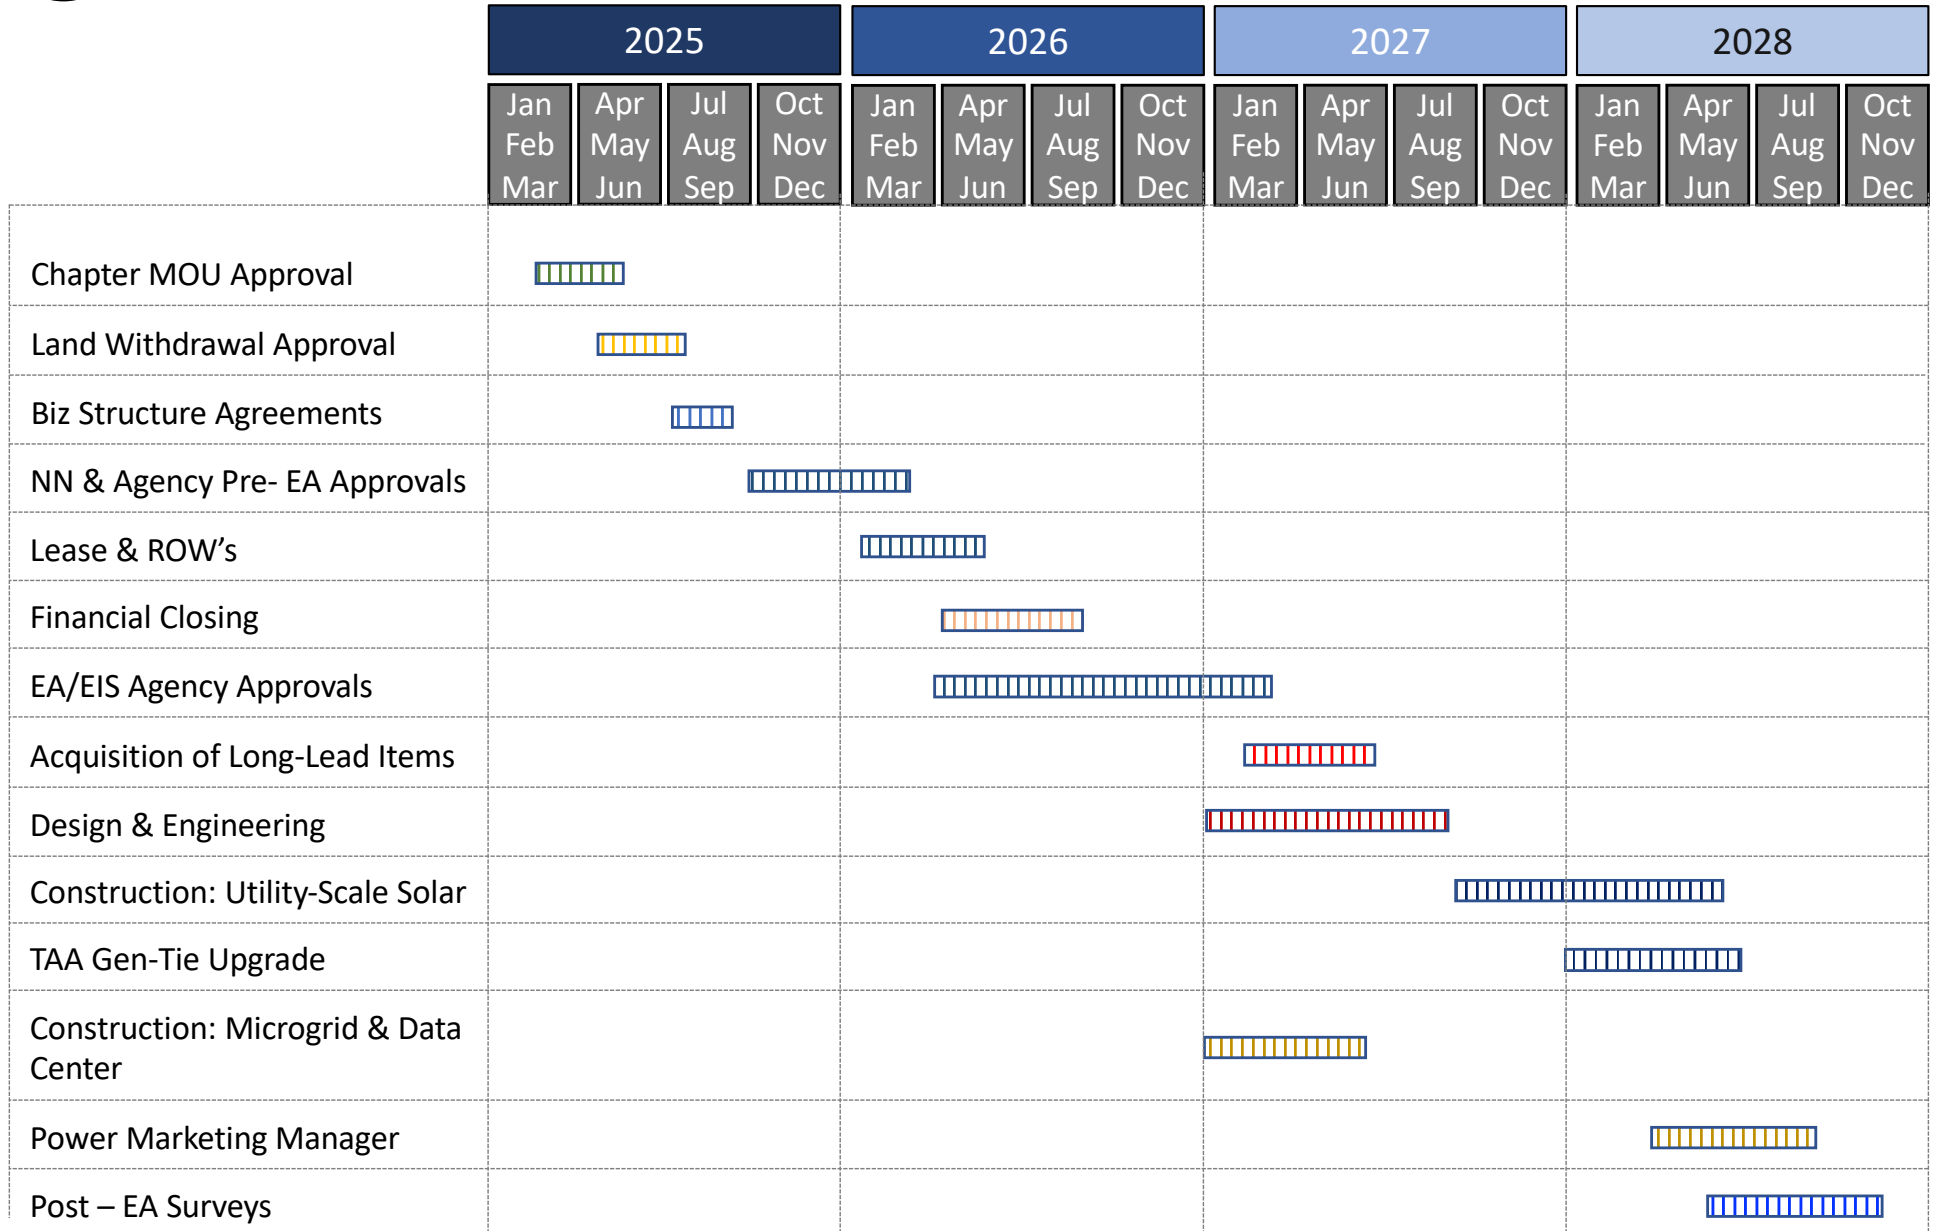 2025 2026 2027 2028
Jan Apr Jul Oct Jan Apr Jul Oct Jan Apr Jul Oct Jan Apr Jul Oct
Feb May Aug Nov Feb May Aug Nov Feb May Aug Nov Feb May Aug Nov
Mar Jun Sep Dec Mar Jun Sep Dec Mar Jun Sep Dec Mar Jun Sep Dec
Chapter MOU Approval
Land Withdrawal Approval
Biz Structure Agreements
NN & Agency Pre- EA Approvals
Lease & ROW’s
Financial Closing
EA/EIS Agency Approvals
Acquisition of Long-Lead Items
Design & Engineering
Construction: Utility-Scale Solar
TAA Gen-Tie Upgrade
Construction: Microgrid & Data
Center
Power Marketing Manager
Post – EA Surveys